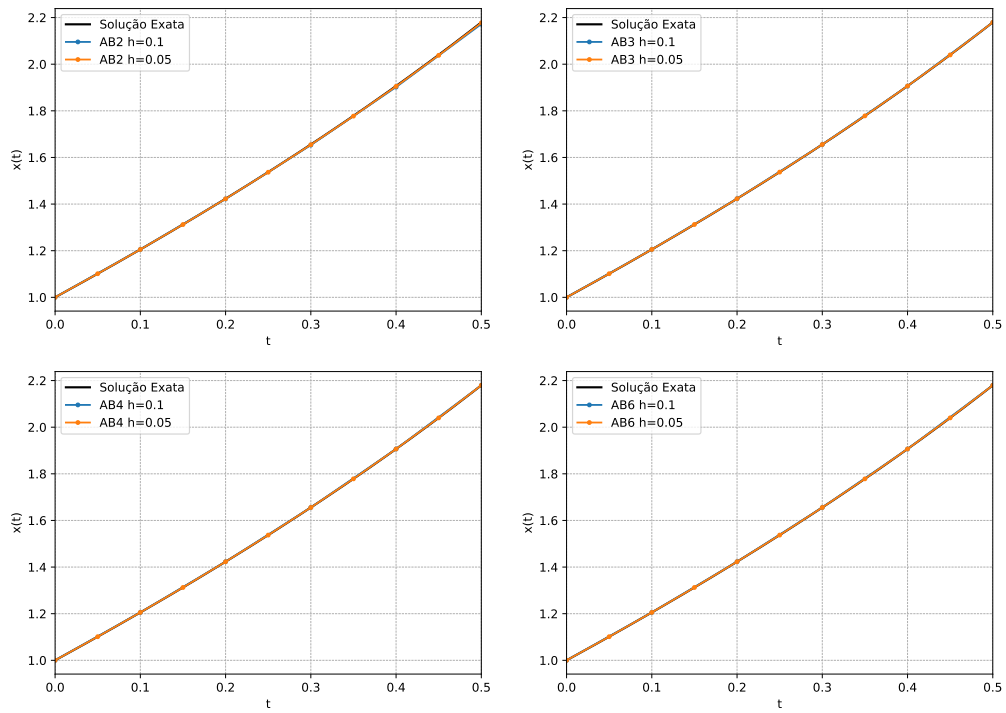 Solução Exata
AB2 h=0.1
AB2 h=0.05
x(t)
2.2
2.0
1.8
1.6
1.4
1.2
1.0
0.0 0.1 0.2 0.3 0.4 0.5
t
Solução Exata
AB3 h=0.1
AB3 h=0.05
x(t)
2.2
2.0
1.8
1.6
1.4
1.2
1.0
0.0 0.1 0.2 0.3 0.4 0.5
t
Solução Exata
AB4 h=0.1
AB4 h=0.05
x(t)
2.2
2.0
1.8
1.6
1.4
1.2
1.0
0.0 0.1 0.2 0.3 0.4 0.5
t
Solução Exata
AB6 h=0.1
AB6 h=0.05
x(t)
2.2
2.0
1.8
1.6
1.4
1.2
1.0
0.0 0.1 0.2 0.3 0.4 0.5
t